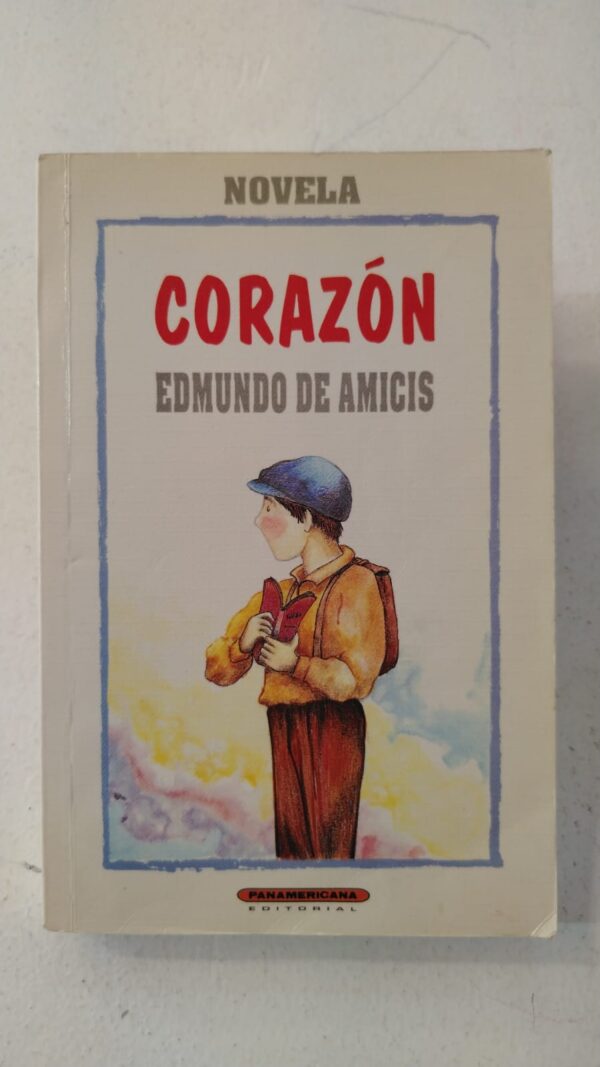 NOVELA
CORAZÓN
EDMUNDO DE AMICIS
PANAMERICANA
EDITORIAL